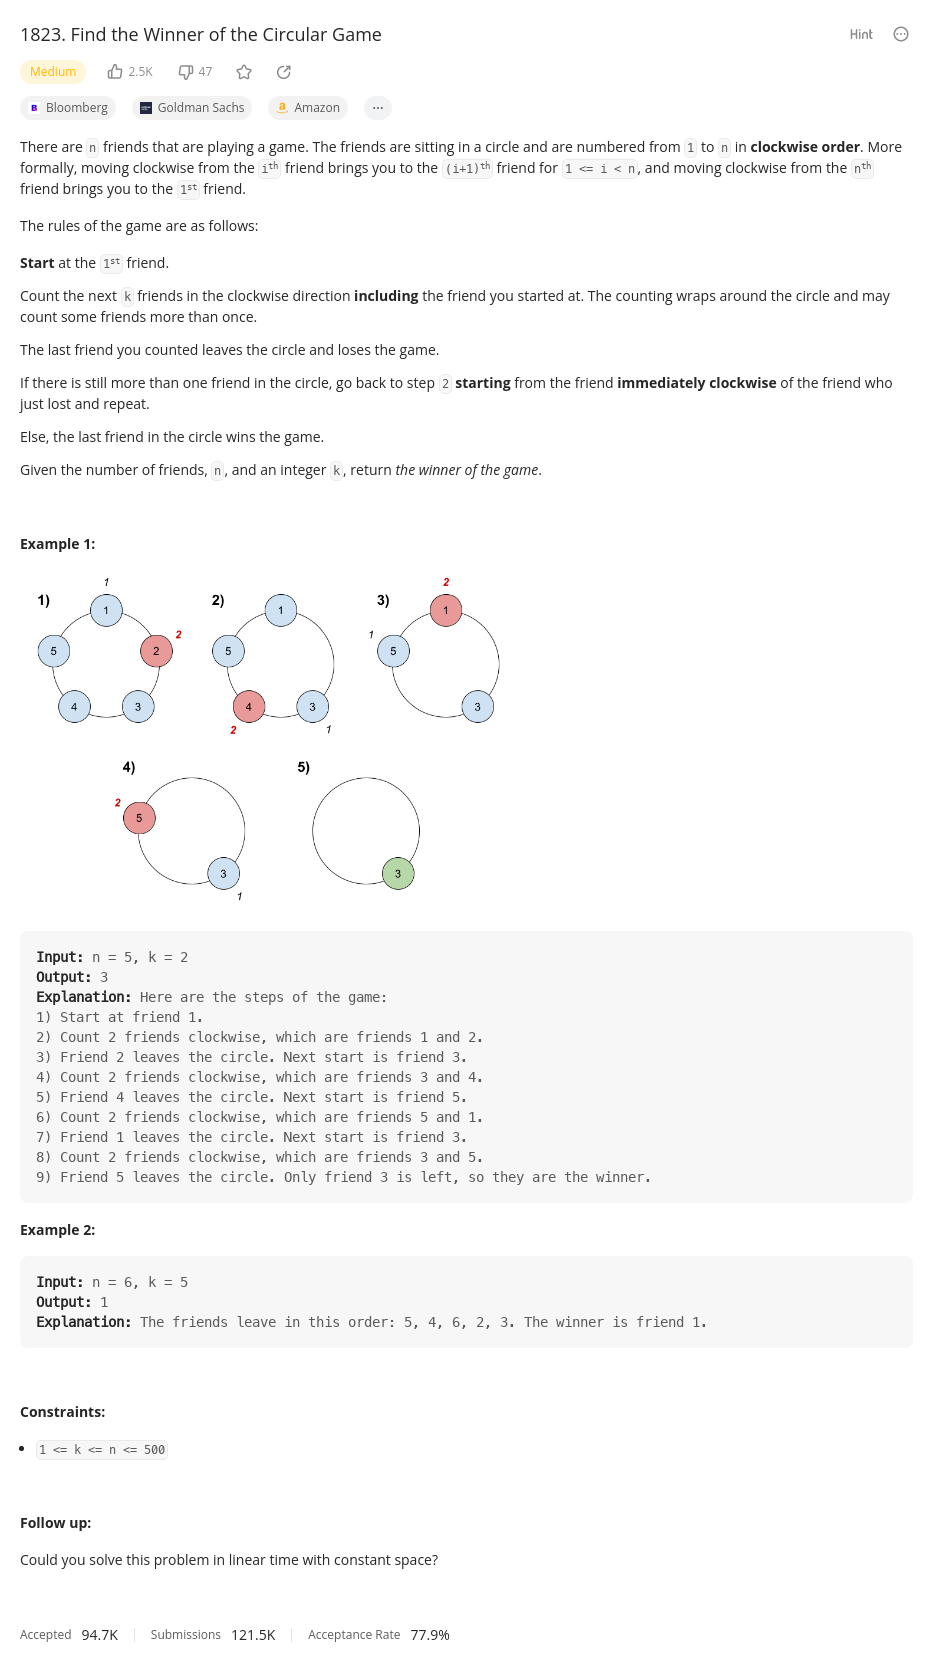 1823. Find the Winner of the Circular Game
Hint
Medium
2.5K
47
Bloomberg
Goldman Sachs
Amazon
There are n friends that are playing a game. The friends are sitting in a circle and are numbered from 1 to n in clockwise order. More
formally, moving clockwise from the ith friend brings you to the (i+1)th friend for 1 <= i < n, and moving clockwise from the nth
friend brings you to the 1st friend.
The rules of the game are as follows:
Start at the 1st friend.
Count the next k friends in the clockwise direction including the friend you started at. The counting wraps around the circle and may
count some friends more than once.
The last friend you counted leaves the circle and loses the game.
If there is still more than one friend in the circle, go back to step 2 starting from the friend immediately clockwise of the friend who
just lost and repeat.
Else, the last friend in the circle wins the game.
Given the number of friends, n, and an integer k, return the winner of the game.
Example 1:
1)
1
1
2
2
3
4
5
2)
1
5
4
2
3
1
3)
2
1
1
5
3
4)
2
5
3
1
5)
3
Input: n = 5, k = 2
Output: 3
Explanation: Here are the steps of the game:
1) Start at friend 1.
2) Count 2 friends clockwise, which are friends 1 and 2.
3) Friend 2 leaves the circle. Next start is friend 3.
4) Count 2 friends clockwise, which are friends 3 and 4.
5) Friend 4 leaves the circle. Next start is friend 5.
6) Count 2 friends clockwise, which are friends 5 and 1.
7) Friend 1 leaves the circle. Next start is friend 3.
8) Count 2 friends clockwise, which are friends 3 and 5.
9) Friend 5 leaves the circle. Only friend 3 is left, so they are the winner.
Example 2:
Input: n = 6, k = 5
Output: 1
Explanation: The friends leave in this order: 5, 4, 6, 2, 3. The winner is friend 1.
Constraints:
1 <= k <= n <= 500
Follow up:
Could you solve this problem in linear time with constant space?
Accepted 94.7K
Submissions 121.5K
Acceptance Rate 77.9%